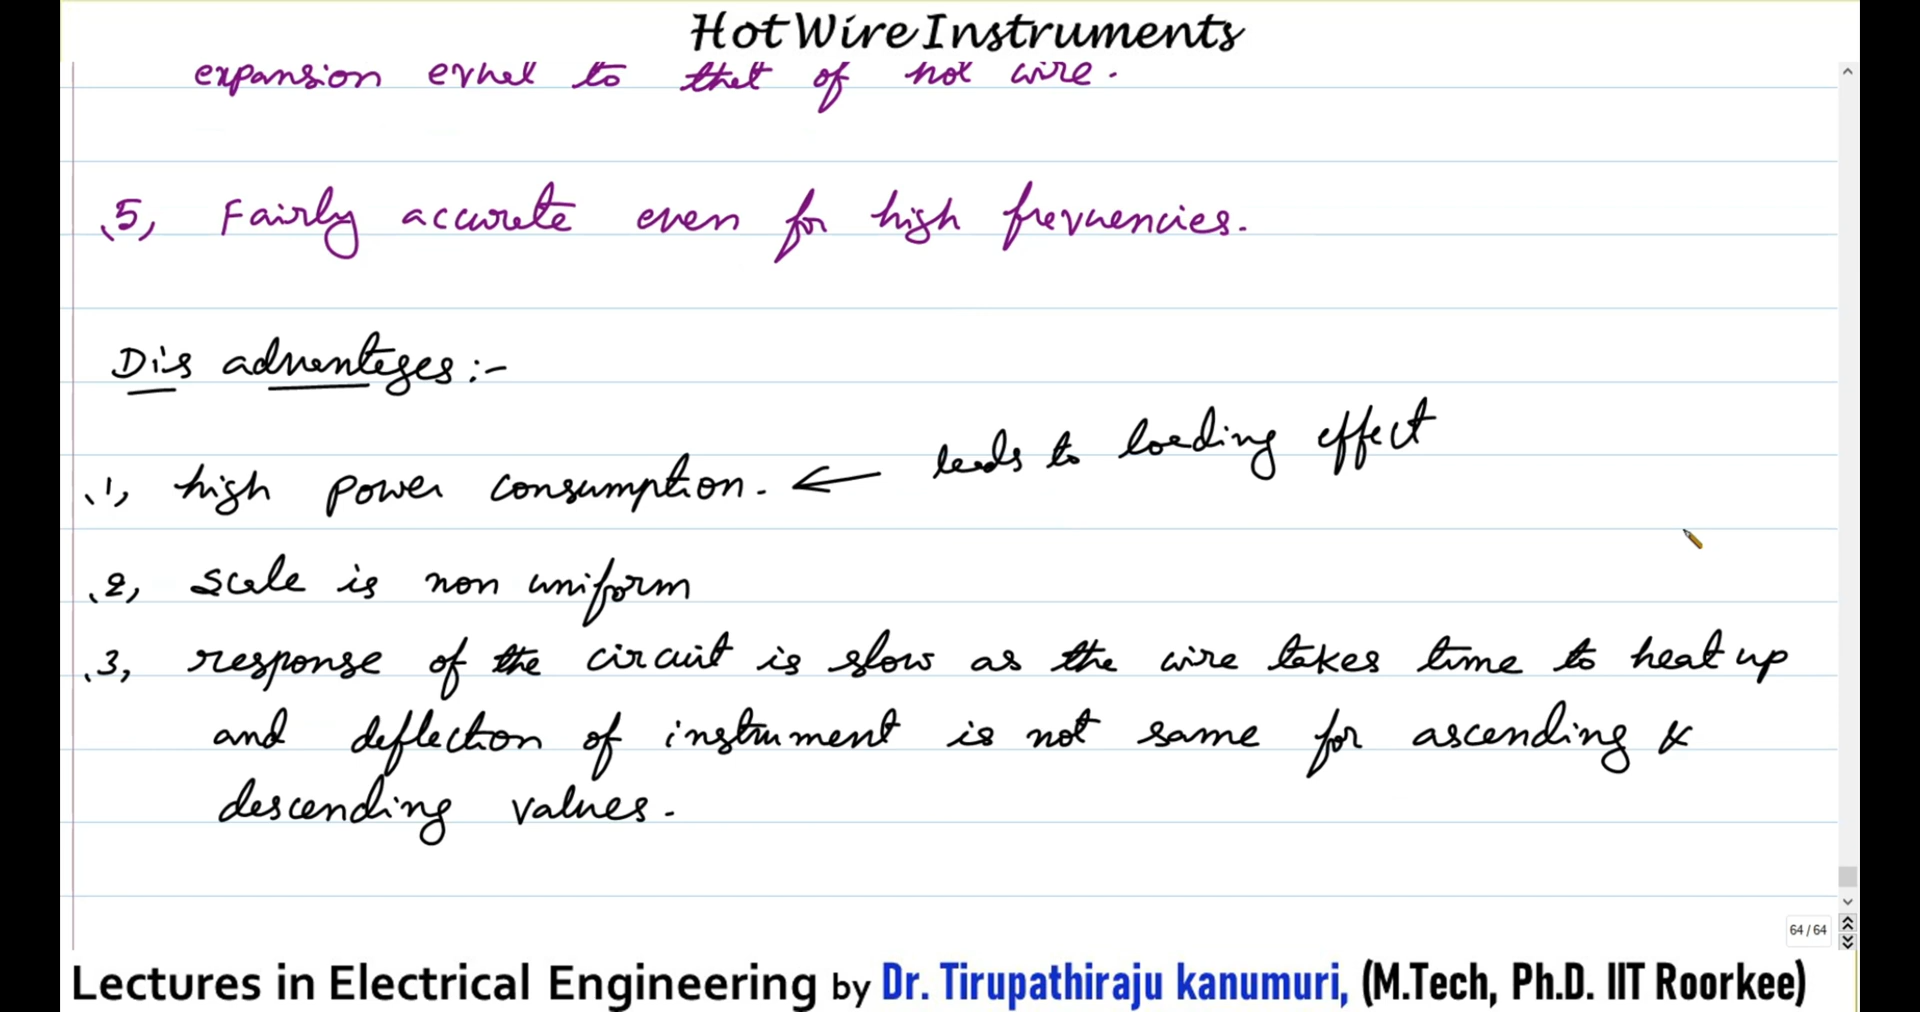 Hot Wire Instruments
expansion equal to that of hot wire.
(5) Fairly accurate even for high frequencies.
Dis advantages:-
(1) high power consumption. ← leads to loading effect
(2) Scale is non uniform
(3) response of the circuit is slow as the wire takes time to heat up
and deflection of instrument is not same for ascending &
descending values.
64 / 64
Lectures in Electrical Engineering by Dr. Tirupathiraju kanumuri, (M.Tech, Ph.D. IIT Roorkee)